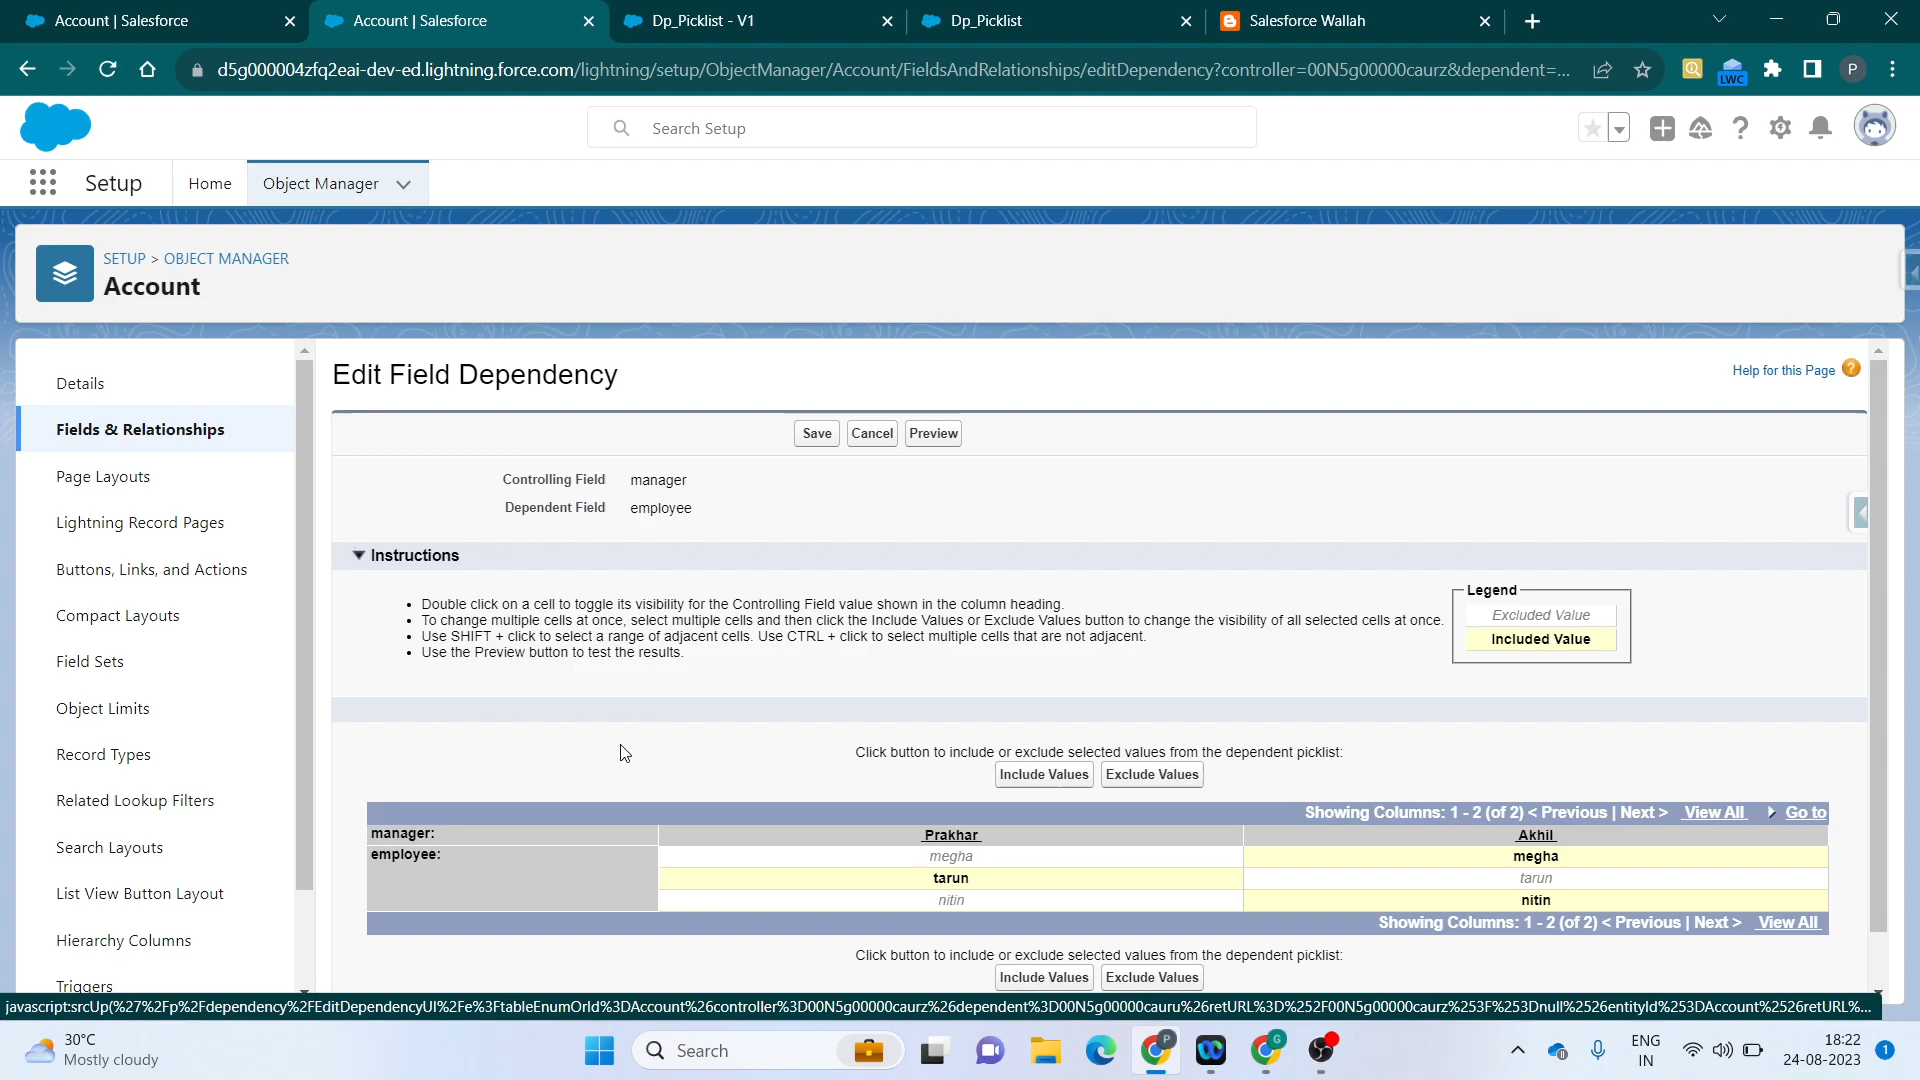 Account | Salesforce
Account | Salesforce
Dp_Picklist - V1
Dp_Picklist
Salesforce Wallah
d5g000004zfq2eai-dev-ed.lightning.force.com/lightning/setup/ObjectManager/Account/FieldsAndRelationships/editDependency?controller=00N5g00000caurz&dependent=...
LWC
P
Search Setup
Setup
Home
Object Manager
SETUP > OBJECT MANAGER
Account
Details
Fields & Relationships
Page Layouts
Lightning Record Pages
Buttons, Links, and Actions
Compact Layouts
Field Sets
Object Limits
Record Types
Related Lookup Filters
Search Layouts
List View Button Layout
Hierarchy Columns
Triggers
Edit Field Dependency
Help for this Page ?
Save Cancel Preview
Controlling Field manager
Dependent Field employee
Instructions
• Double click on a cell to toggle its visibility for the Controlling Field value shown in the column heading.
• To change multiple cells at once, select multiple cells and then click the Include Values or Exclude Values button to change the visibility of all selected cells at once.
• Use SHIFT + click to select a range of adjacent cells. Use CTRL + click to select multiple cells that are not adjacent.
• Use the Preview button to test the results.
Legend
Excluded Value
Included Value
Click button to include or exclude selected values from the dependent picklist:
Include Values Exclude Values
Showing Columns: 1 - 2 (of 2) < Previous | Next > View All Go to
manager: Prakhar Akhil
employee: megha megha
tarun tarun
nitin nitin
Showing Columns: 1 - 2 (of 2) < Previous | Next > View All
Click button to include or exclude selected values from the dependent picklist:
Include Values Exclude Values
javascript:srcUp(%27%2Fp%2Fdependency%2FEditDependencyUI%2Fe%3FtableEnumOrId%3DAccount%26controller%3D00N5g00000caurz%26dependent%3D00N5g00000cauru%26retURL%3D%252F00N5g00000caurz%253F%253Dnull%2526entityId%253DAccount%2526retURL%...
30°C
Mostly cloudy
Search
P
G
ENG
IN
18:22
24-08-2023
1